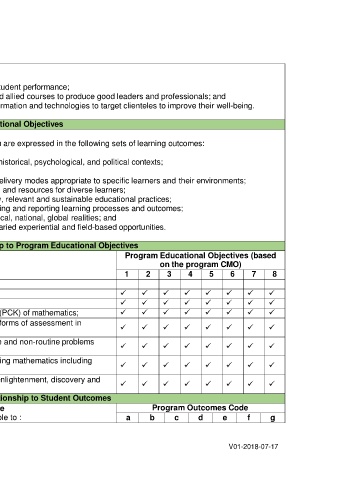 tudent performance;
d allied courses to produce good leaders and professionals; and
rmation and technologies to target clienteles to improve their well-being.
tional Objectives
are expressed in the following sets of learning outcomes:
historical, psychological, and political contexts;
elivery modes appropriate to specific learners and their environments;
and resources for diverse learners;
, relevant and sustainable educational practices;
ing and reporting learning processes and outcomes;
cal, national, global realities; and
aried experiential and field-based opportunities.
p to Program Educational Objectives
Program Educational Objectives (based
on the program CMO)
1 2 3 4 5 6 7 8
✓ ✓ ✓ ✓ ✓ ✓ ✓ ✓
✓ ✓ ✓ ✓ ✓ ✓ ✓ ✓
(PCK) of mathematics; ✓ ✓ ✓ ✓ ✓ ✓ ✓ ✓
forms of assessment in ✓ ✓ ✓ ✓ ✓ ✓ ✓ ✓
e and non-routine problems ✓ ✓ ✓ ✓ ✓ ✓ ✓ ✓
ing mathematics including ✓ ✓ ✓ ✓ ✓ ✓ ✓ ✓
enlightenment, discovery and ✓ ✓ ✓ ✓ ✓ ✓ ✓ ✓
ionship to Student Outcomes
e Program Outcomes Code
ble to : a b c d e f g
V01-2018-07-17